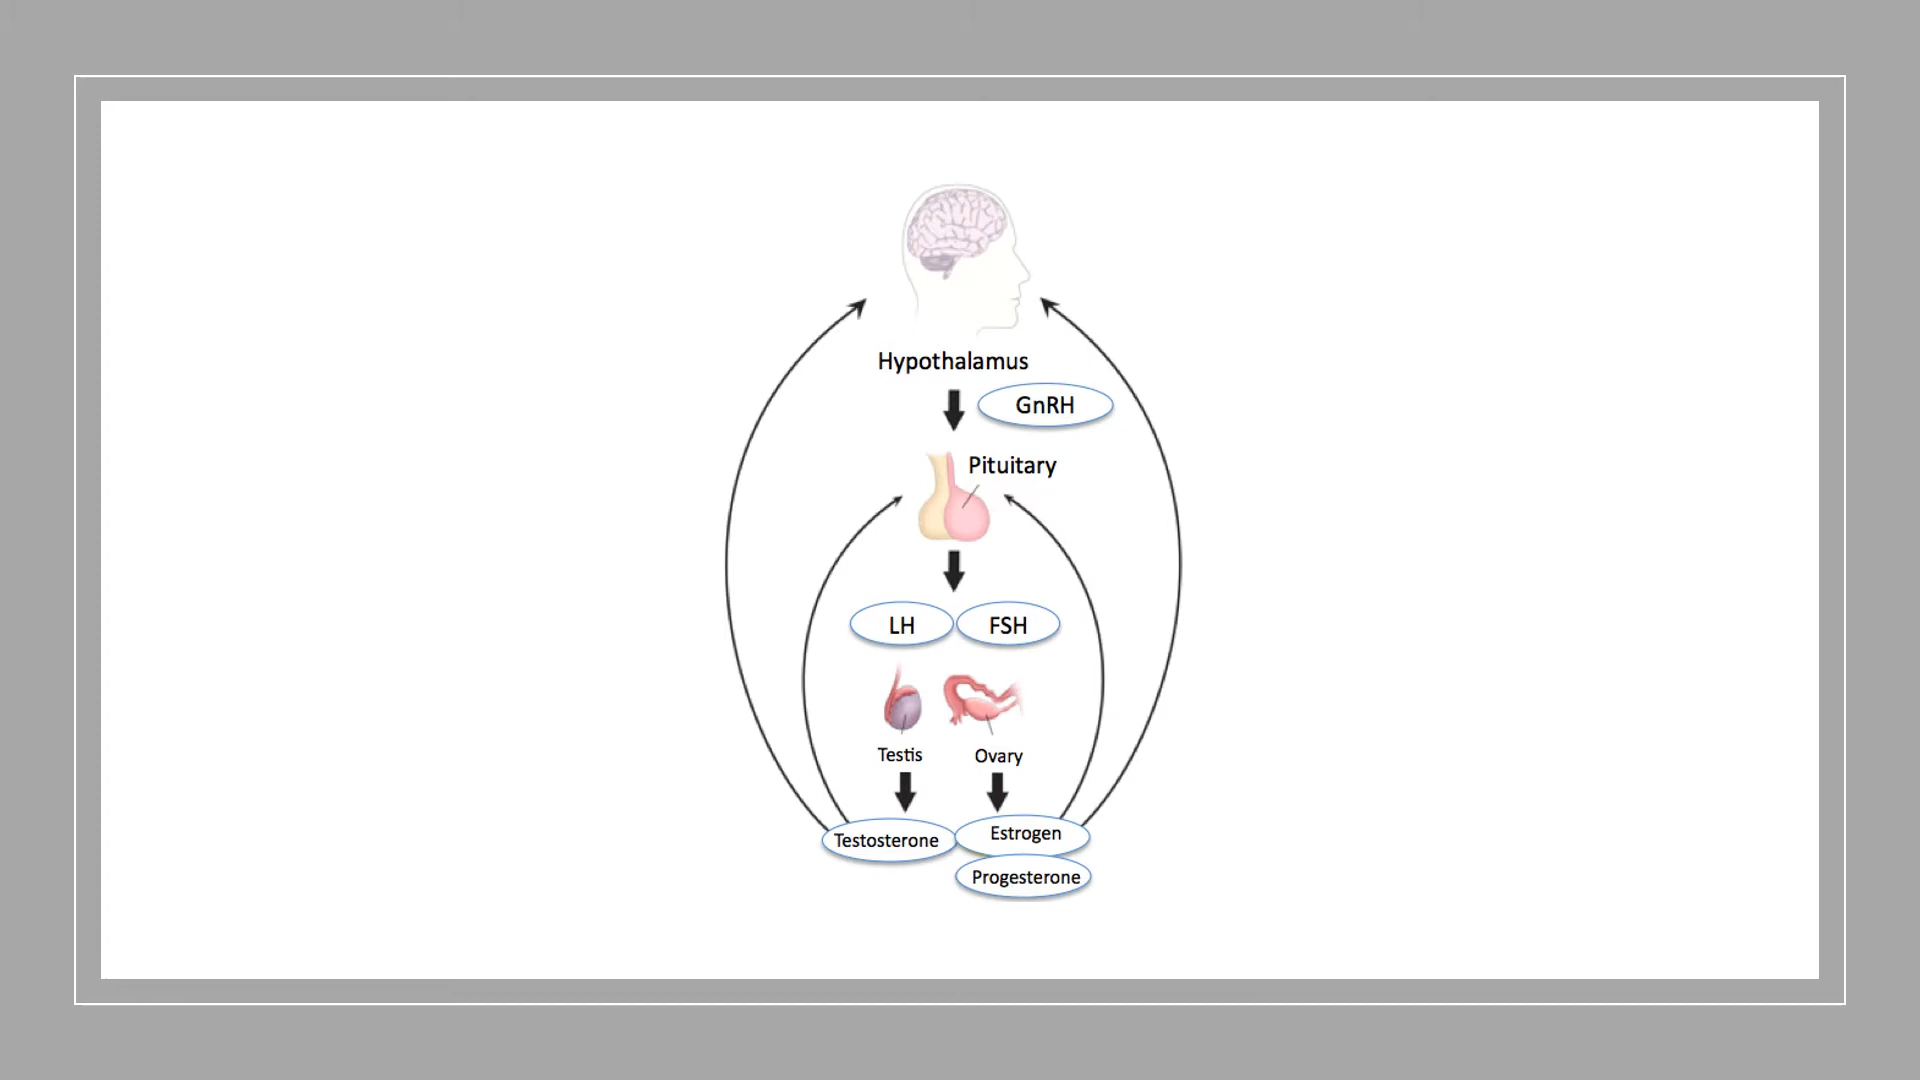 Hypothalamus
GnRH
Pituitary
LH
FSH
Testis
Ovary
Testosterone
Estrogen
Progesterone